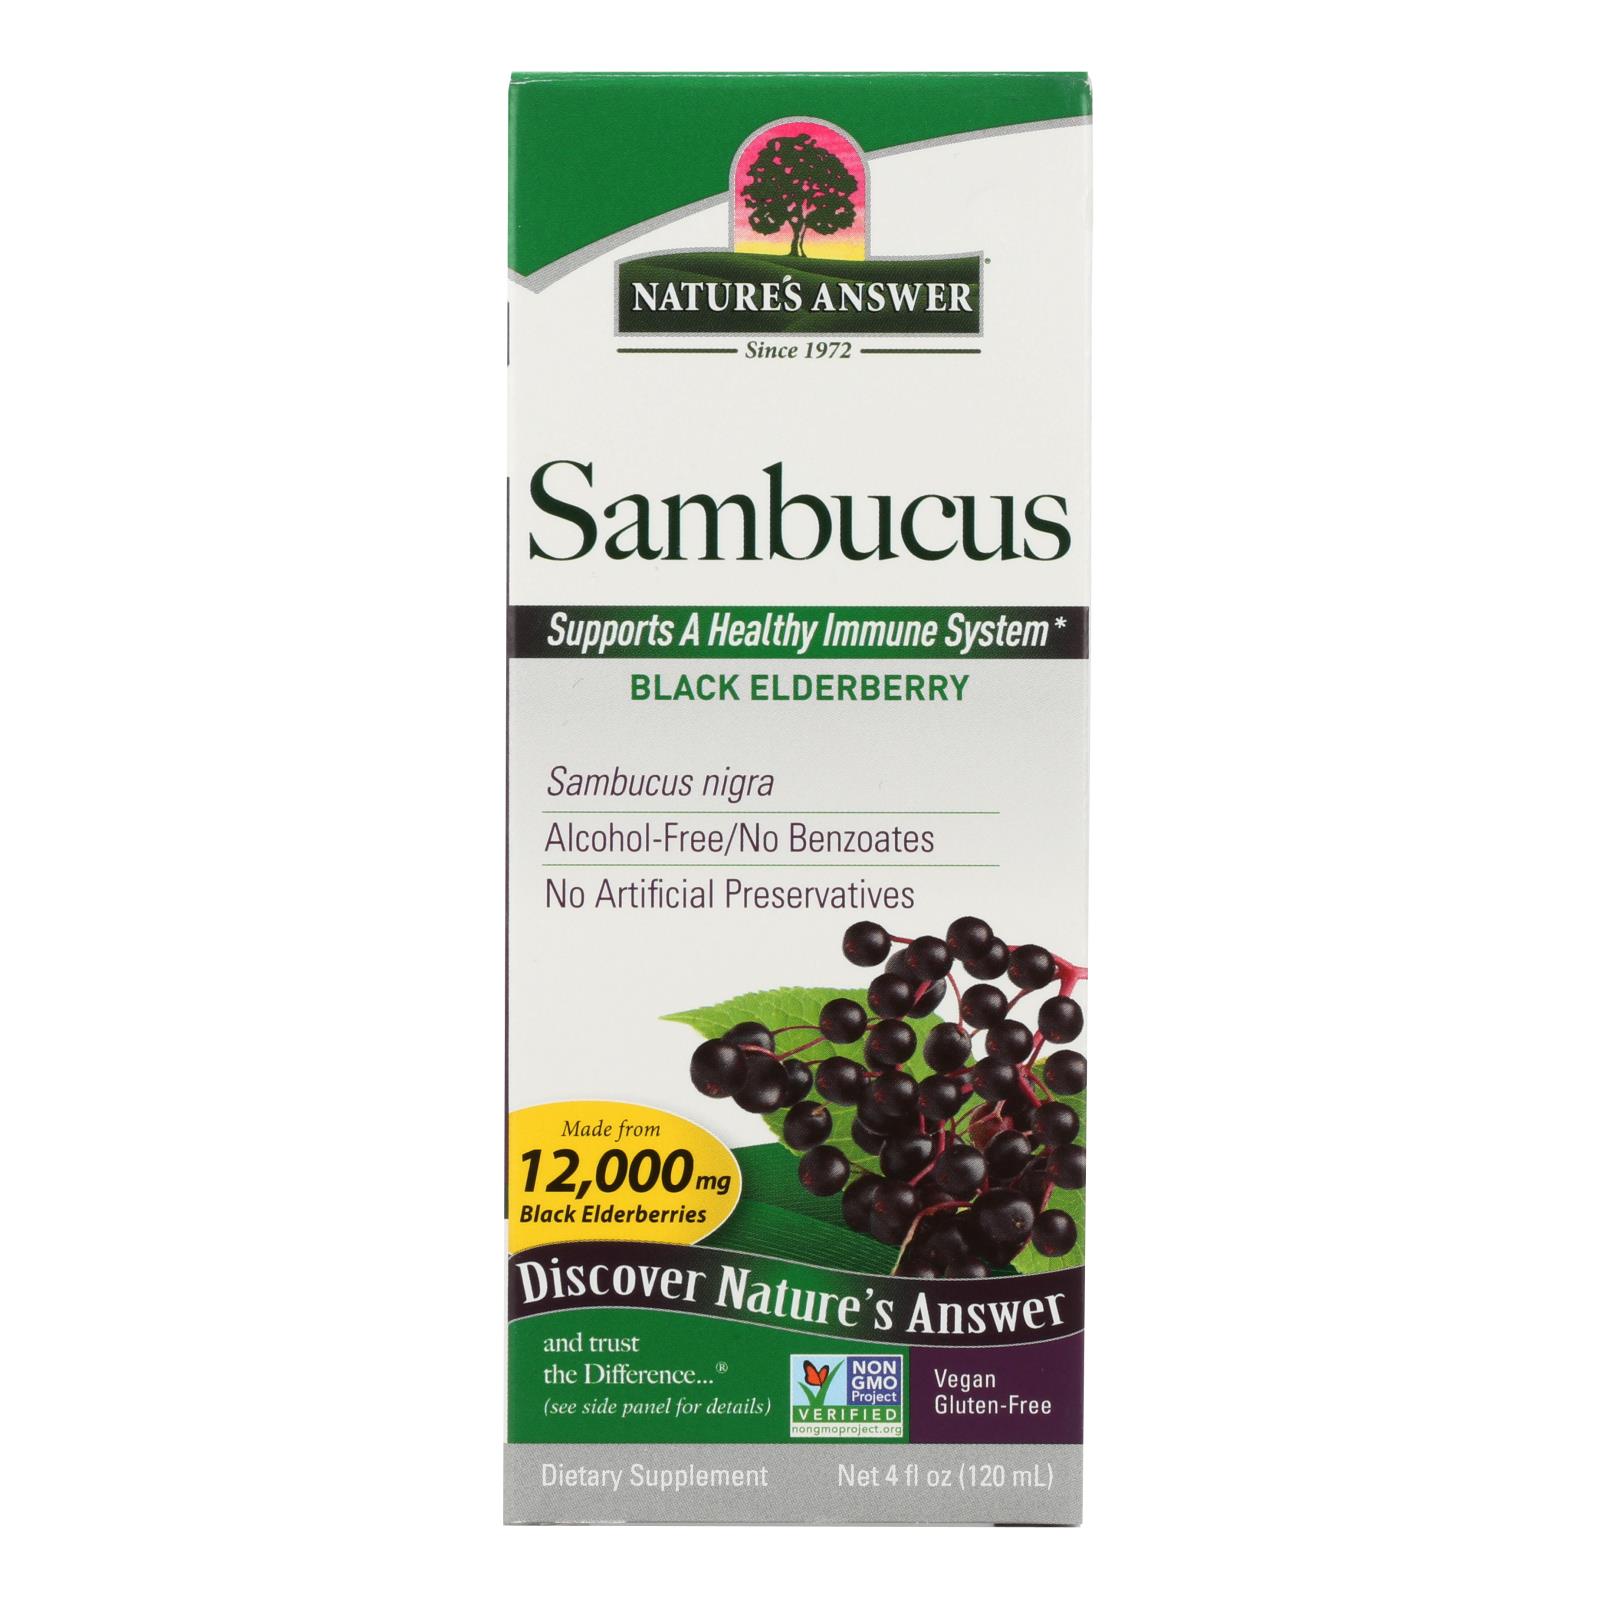 NATURE'S ANSWER
Since 1972
Sambucus
Supports A Healthy Immune System*
BLACK ELDERBERRY
Sambucus nigra
Alcohol-Free/No Benzoates
No Artificial Preservatives
Made from
12,000 mg
Black Elderberries
Discover Nature's Answer
and trust
the Difference...®
(see side panel for details)
NON
GMO
Project
VERIFIED
nongmoproject.org
Vegan
Gluten-Free
Dietary Supplement Net 4 fl oz (120 mL)